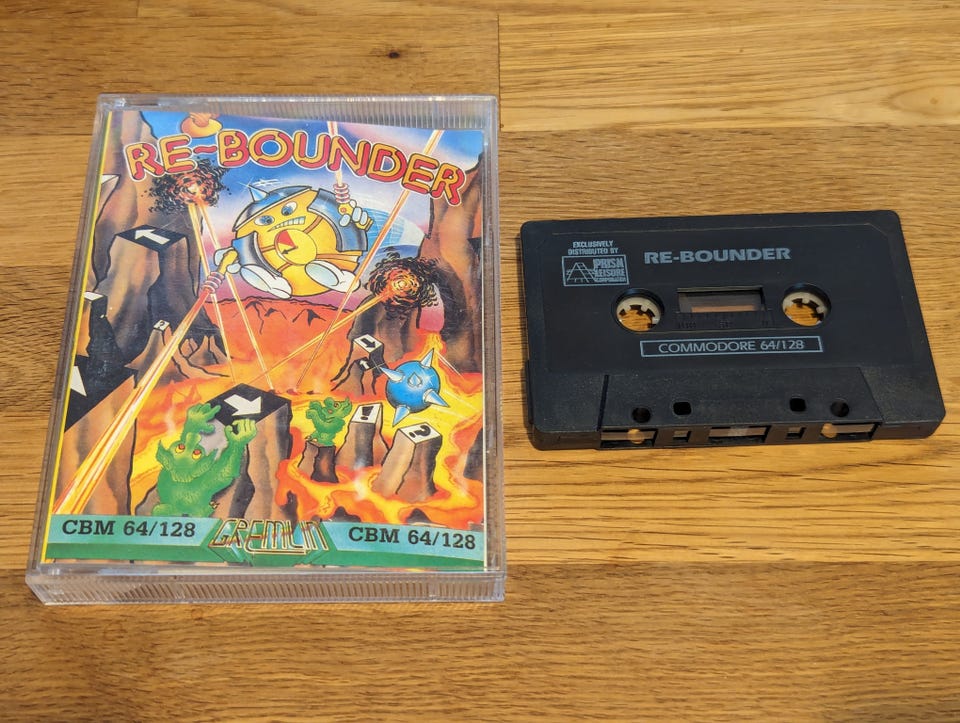 RE-BOUNDER
!
?
?
CBM 64/128
GREMLIN
CBM 64/128
EXCLUSIVELY
DISTRIBUTED BY
PRISM
LEISURE
CORPORATION
RE-BOUNDER
COMMODORE 64/128